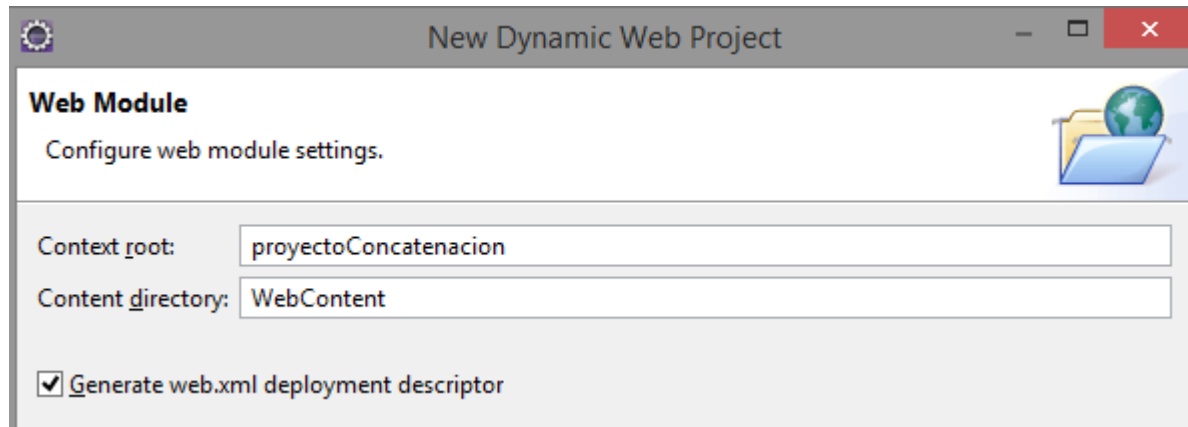 New Dynamic Web Project
Web Module
Configure web module settings.
Context root: proyectoConcatenacion
Content directory: WebContent
Generate web.xml deployment descriptor